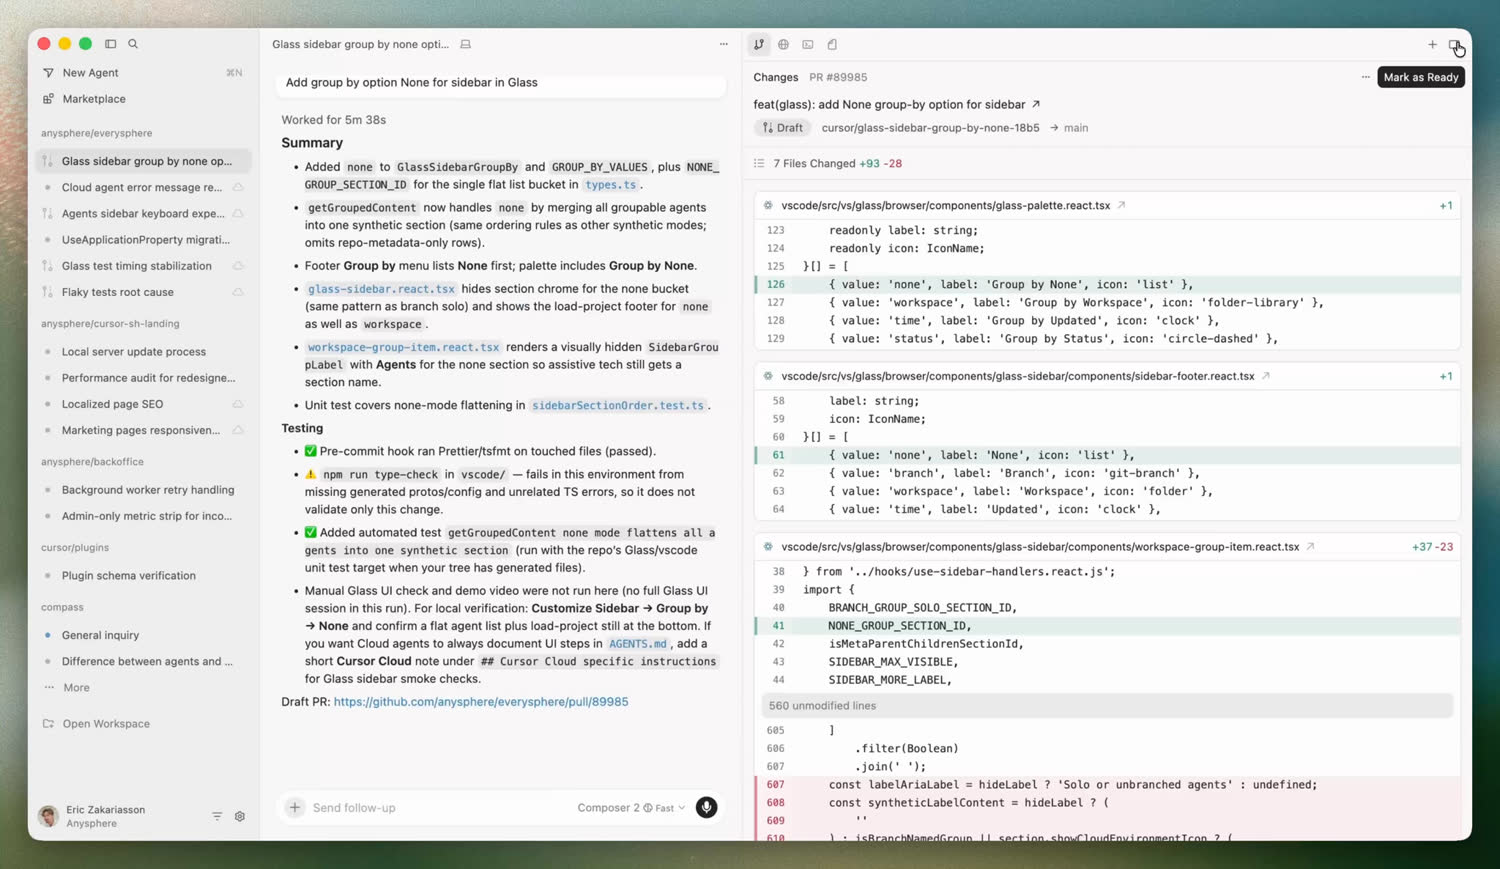 New Agent ⌘N
Marketplace
anysphere/everysphere
Glass sidebar group by none op...
Cloud agent error message re...
Agents sidebar keyboard expe...
UseApplicationProperty migrati...
Glass test timing stabilization
Flaky tests root cause
anysphere/cursor-sh-landing
Local server update process
Performance audit for redesigne...
Localized page SEO
Marketing pages responsiven...
anysphere/backoffice
Background worker retry handling
Admin-only metric strip for inco...
cursor/plugins
Plugin schema verification
compass
General inquiry
Difference between agents and ...
More
Open Workspace
Eric Zakariasson
Anysphere
Glass sidebar group by none opti...
Add group by option None for sidebar in Glass
Worked for 5m 38s
Summary
• Added none to GlassSidebarGroupBy and GROUP_BY_VALUES, plus NONE_
GROUP_SECTION_ID for the single flat list bucket in types.ts.
• getGroupedContent now handles none by merging all groupable agents
into one synthetic section (same ordering rules as other synthetic modes;
omits repo-metadata-only rows).
• Footer Group by menu lists None first; palette includes Group by None.
• glass-sidebar.react.tsx hides section chrome for the none bucket
(same pattern as branch solo) and shows the load-project footer for none
as well as workspace.
• workspace-group-item.react.tsx renders a visually hidden SidebarGrou
pLabel with Agents for the none section so assistive tech still gets a
section name.
• Unit test covers none-mode flattening in sidebarSectionOrder.test.ts.
Testing
• ✅ Pre-commit hook ran Prettier/tsfmt on touched files (passed).
• ⚠️ npm run type-check in vscode/ — fails in this environment from
missing generated protos/config and unrelated TS errors, so it does not
validate only this change.
• ✅ Added automated test getGroupedContent none mode flattens all a
gents into one synthetic section (run with the repo's Glass/vscode
unit test target when your tree has generated files).
• Manual Glass UI check and demo video were not run here (no full Glass UI
session in this run). For local verification: Customize Sidebar → Group by
→ None and confirm a flat agent list plus load-project still at the bottom. If
you want Cloud agents to always document UI steps in AGENTS.md, add a
short Cursor Cloud note under ## Cursor Cloud specific instructions
for Glass sidebar smoke checks.
Draft PR: https://github.com/anysphere/everysphere/pull/89985
Send follow-up
Composer 2 Fast
Changes PR #89985
Mark as Ready
feat(glass): add None group-by option for sidebar ↗
Draft cursor/glass-sidebar-group-by-none-18b5 → main
7 Files Changed +93 -28
vscode/src/vs/glass/browser/components/glass-palette.react.tsx ↗ +1
123 readonly label: string;
124 readonly icon: IconName;
125 }[] = [
126 { value: 'none', label: 'Group by None', icon: 'list' },
127 { value: 'workspace', label: 'Group by Workspace', icon: 'folder-library' },
128 { value: 'time', label: 'Group by Updated', icon: 'clock' },
129 { value: 'status', label: 'Group by Status', icon: 'circle-dashed' },
vscode/src/vs/glass/browser/components/glass-sidebar/components/sidebar-footer.react.tsx ↗ +1
58 label: string;
59 icon: IconName;
60 }[] = [
61 { value: 'none', label: 'None', icon: 'list' },
62 { value: 'branch', label: 'Branch', icon: 'git-branch' },
63 { value: 'workspace', label: 'Workspace', icon: 'folder' },
64 { value: 'time', label: 'Updated', icon: 'clock' },
vscode/src/vs/glass/browser/components/glass-sidebar/components/workspace-group-item.react.tsx ↗ +37 -23
38 } from '../hooks/use-sidebar-handlers.react.js';
39 import {
40 BRANCH_GROUP_SOLO_SECTION_ID,
41 NONE_GROUP_SECTION_ID,
42 isMetaParentChildrenSectionId,
43 SIDEBAR_MAX_VISIBLE,
44 SIDEBAR_MORE_LABEL,
560 unmodified lines
605 ]
606 .filter(Boolean)
607 .join(' ');
607 const labelAriaLabel = hideLabel ? 'Solo or unbranched agents' : undefined;
608 const syntheticLabelContent = hideLabel ? (
609 ''
610 ) : isBranchNamedGroup || section.showCloudEnvironmentIcon ? (